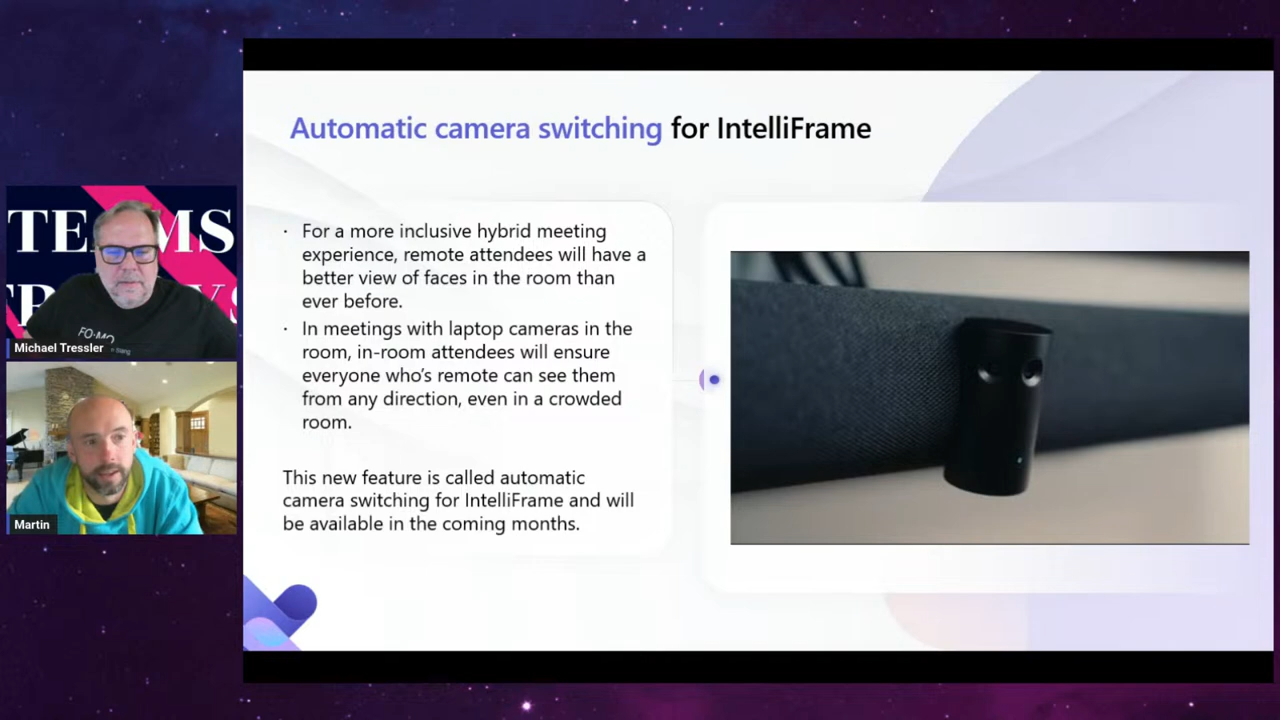 Automatic camera switching for IntelliFrame
· For a more inclusive hybrid meeting
experience, remote attendees will have a
better view of faces in the room than
ever before.
· In meetings with laptop cameras in the
room, in-room attendees will ensure
everyone who's remote can see them
from any direction, even in a crowded
room.
This new feature is called automatic
camera switching for IntelliFrame and will
be available in the coming months.
TEAMS
FO:MO
Michael Tressler
Martin